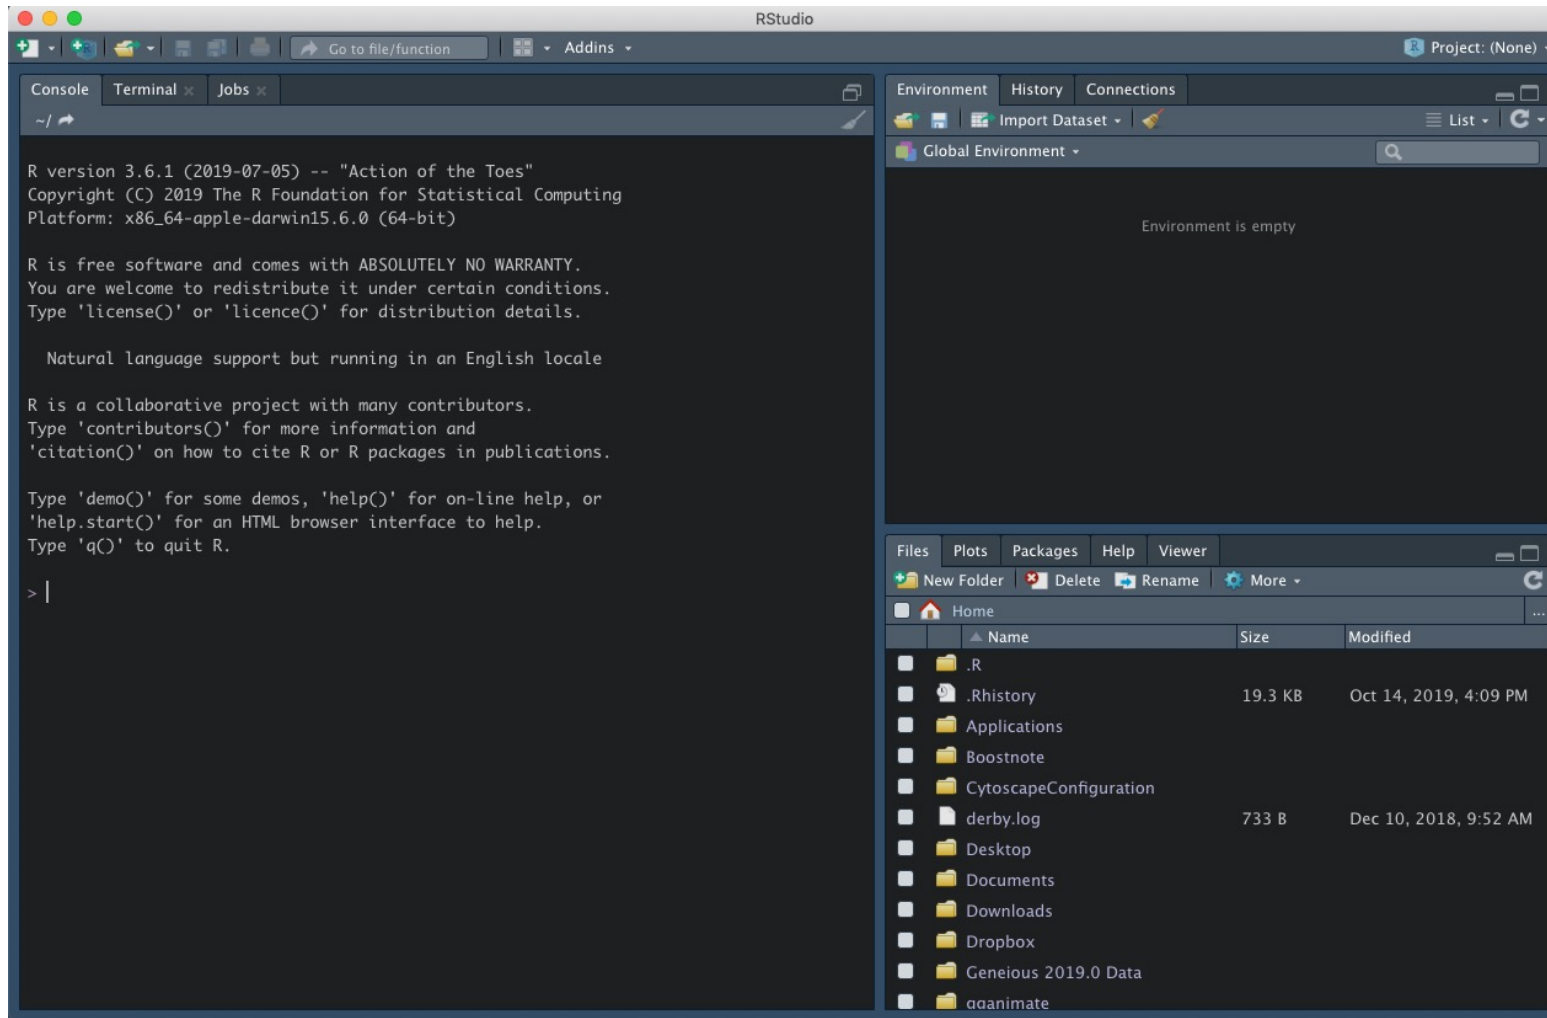 RStudio
Go to file/function
Addins
Project: (None)
Console Terminal Jobs
~/
R version 3.6.1 (2019-07-05) -- "Action of the Toes"
Copyright (C) 2019 The R Foundation for Statistical Computing
Platform: x86_64-apple-darwin15.6.0 (64-bit)
R is free software and comes with ABSOLUTELY NO WARRANTY.
You are welcome to redistribute it under certain conditions.
Type 'license()' or 'licence()' for distribution details.
Natural language support but running in an English locale
R is a collaborative project with many contributors.
Type 'contributors()' for more information and
'citation()' on how to cite R or R packages in publications.
Type 'demo()' for some demos, 'help()' for on-line help, or
'help.start()' for an HTML browser interface to help.
Type 'q()' to quit R.
>
Environment History Connections
Import Dataset List
Global Environment
Environment is empty
Files Plots Packages Help Viewer
New Folder Delete Rename More
Home ...
Name Size Modified
.R
.Rhistory 19.3 KB Oct 14, 2019, 4:09 PM
Applications
Boostnote
CytoscapeConfiguration
derby.log 733 B Dec 10, 2018, 9:52 AM
Desktop
Documents
Downloads
Dropbox
Geneious 2019.0 Data
gganimate